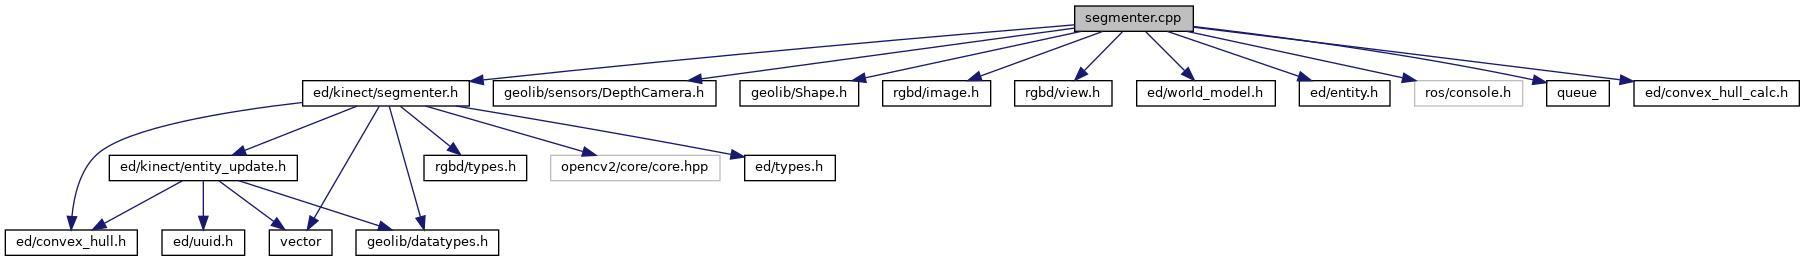 segmenter.cpp
ed/kinect/segmenter.h
geolib/sensors/DepthCamera.h
geolib/Shape.h
rgbd/image.h
rgbd/view.h
ed/world_model.h
ed/entity.h
ros/console.h
queue
ed/convex_hull_calc.h
ed/kinect/entity_update.h
rgbd/types.h
opencv2/core/core.hpp
ed/types.h
ed/convex_hull.h
ed/uuid.h
vector
geolib/datatypes.h